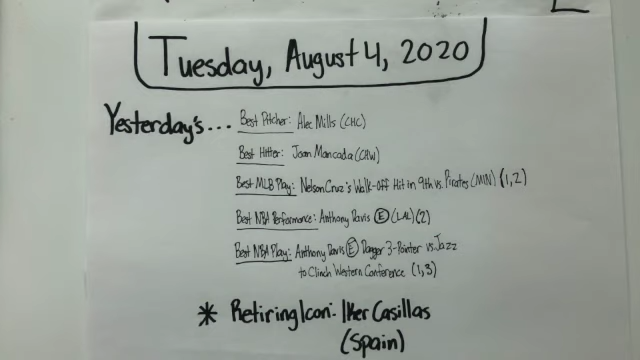 Tuesday, August 4, 2020
Yesterday's...
Best Pitcher: Alec Mills (CHC)
Best Hitter: Joan Moncada (CHW)
Best MLB Play: Nelson Cruz's Walk-off Hit in 9th vs. Pirates (MIN) (1,2)
Best NBA Performance: Anthony Davis Ⓔ (LAL) (2)
Best NBA Play: Anthony Davis Ⓔ Dagger 3-Pointer vs. Jazz
to Clinch Western Conference (1,3)
* Retiring Icon: Iker Casillas
(Spain)